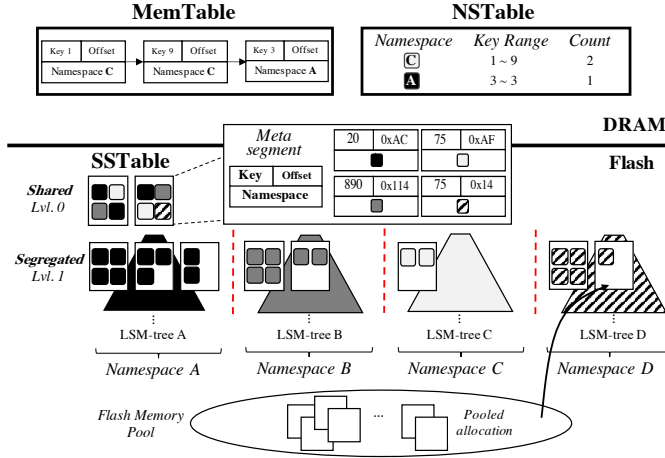 MemTable
NSTable
Key 1 Offset Key 9 Offset Key 3 Offset
Namespace C Namespace C Namespace A
Namespace Key Range Count
C 1 ~ 9 2
A 3 ~ 3 1
DRAM
Flash
SSTable
Meta segment
Key Offset
Namespace
20 0xAC 75 0xAF
890 0x114 75 0x14
Shared
Lvl. 0
Segregated
Lvl. 1
⋮ ⋮ ⋮ ⋮
LSM-tree A LSM-tree B LSM-tree C LSM-tree D
Namespace A Namespace B Namespace C Namespace D
Flash Memory
Pool
...
Pooled
allocation